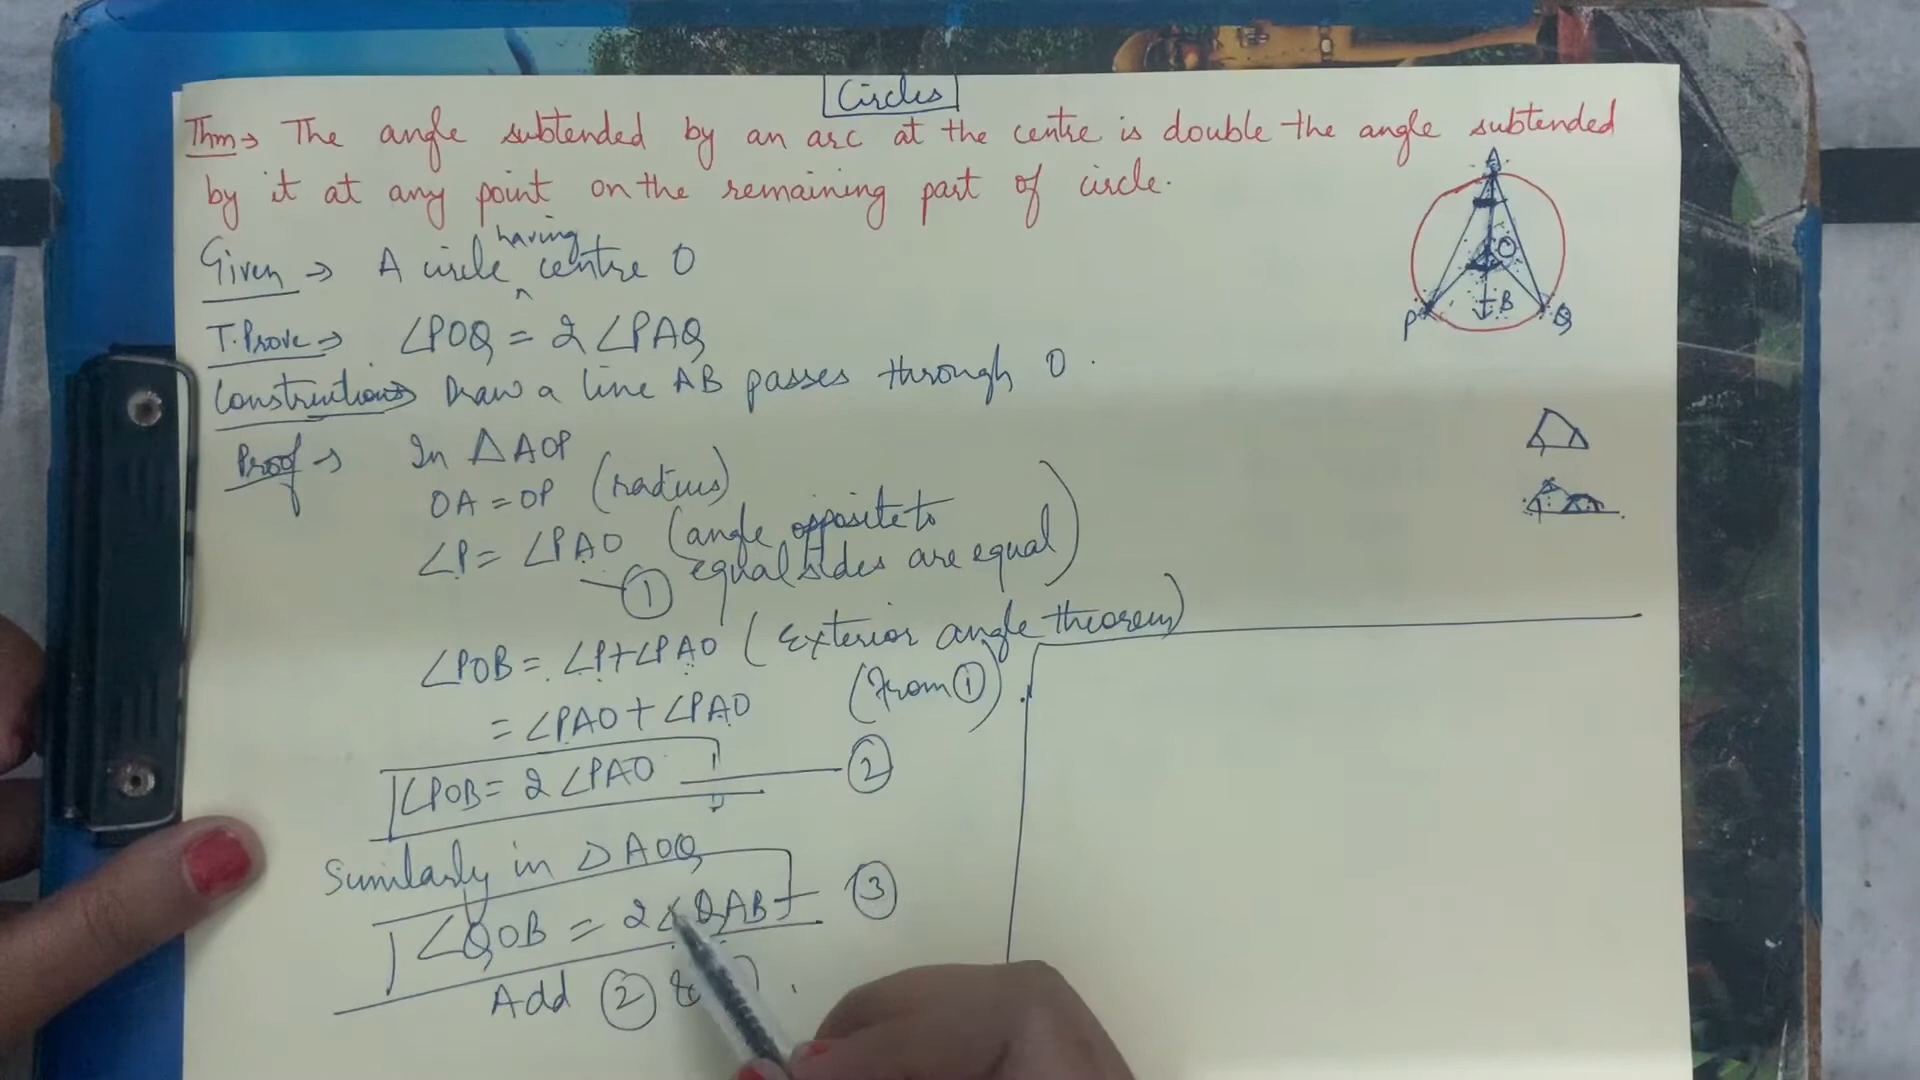 Circles
Thm → The angle subtended by an arc at the centre is double the angle subtended
by it at any point on the remaining part of circle.
Given → A circle having centre O
T. Prove → ∠POQ = 2 ∠PAQ
Construction → Draw a line AB passes through O.
Proof → In △AOP
OA = OP (radius)
∠P = ∠PAO (angle opposite to
equal sides are equal)
①
∠POB = ∠P + ∠PAO (Exterior angle theorem)
= ∠PAO + ∠PAO (From ①)
∠POB = 2 ∠PAO ②
Similarly in △AOQ
∠QOB = 2 ∠QAB ③
Add ② &
A
O
B
P
Q